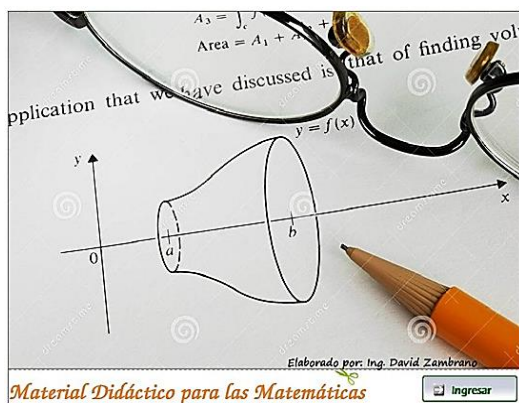 Area = A₁ + A
pplication that we have discussed is that of finding vol
y = f(x)
y
x
0
a
b
Elaborado por: Ing. David Zambrano
Material Didáctico para las Matemáticas
Ingresar